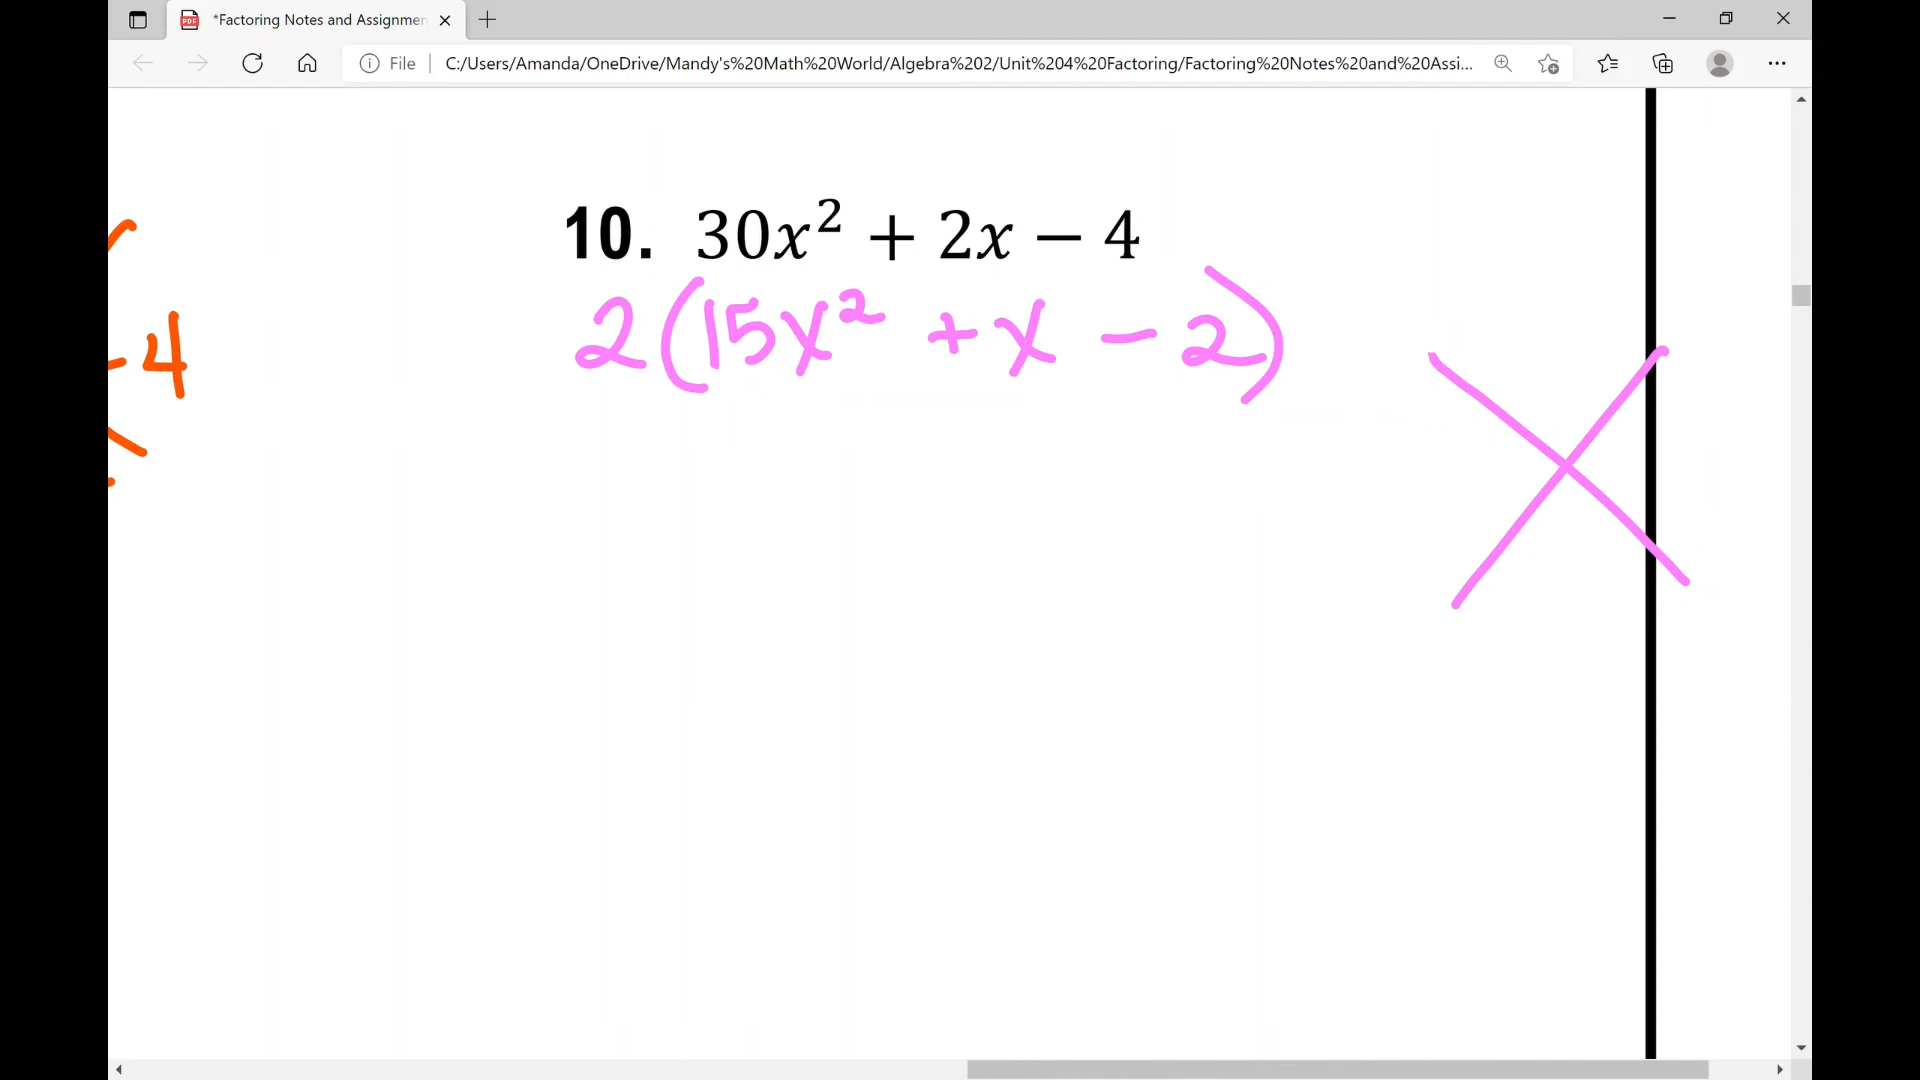 *Factoring Notes and Assignmen
File
C:/Users/Amanda/OneDrive/Mandy's%20Math%20World/Algebra%202/Unit%204%20Factoring/Factoring%20Notes%20and%20Assi...
10. 30x² + 2x − 4
2(15x² + x − 2)
-4